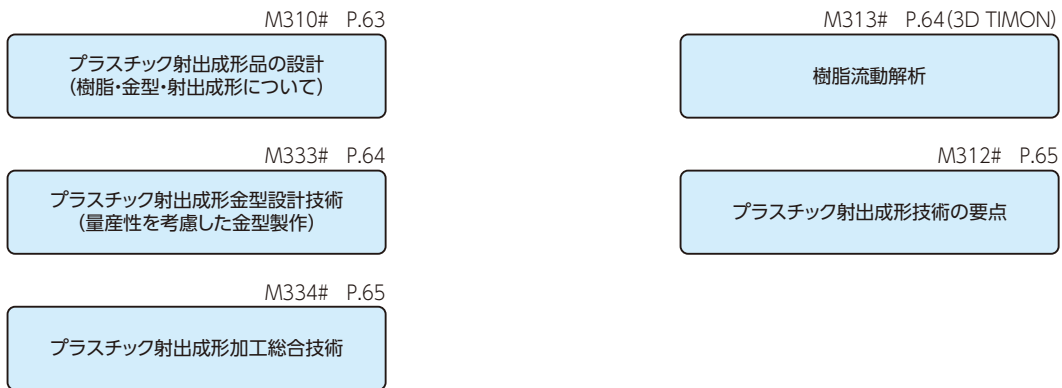 M310# P.63
プラスチック射出成形品の設計
（樹脂・金型・射出成形について）
M313# P.64(3D TIMON)
樹脂流動解析
M333# P.64
プラスチック射出成形金型設計技術
（量産性を考慮した金型製作）
M312# P.65
プラスチック射出成形技術の要点
M334# P.65
プラスチック射出成形加工総合技術